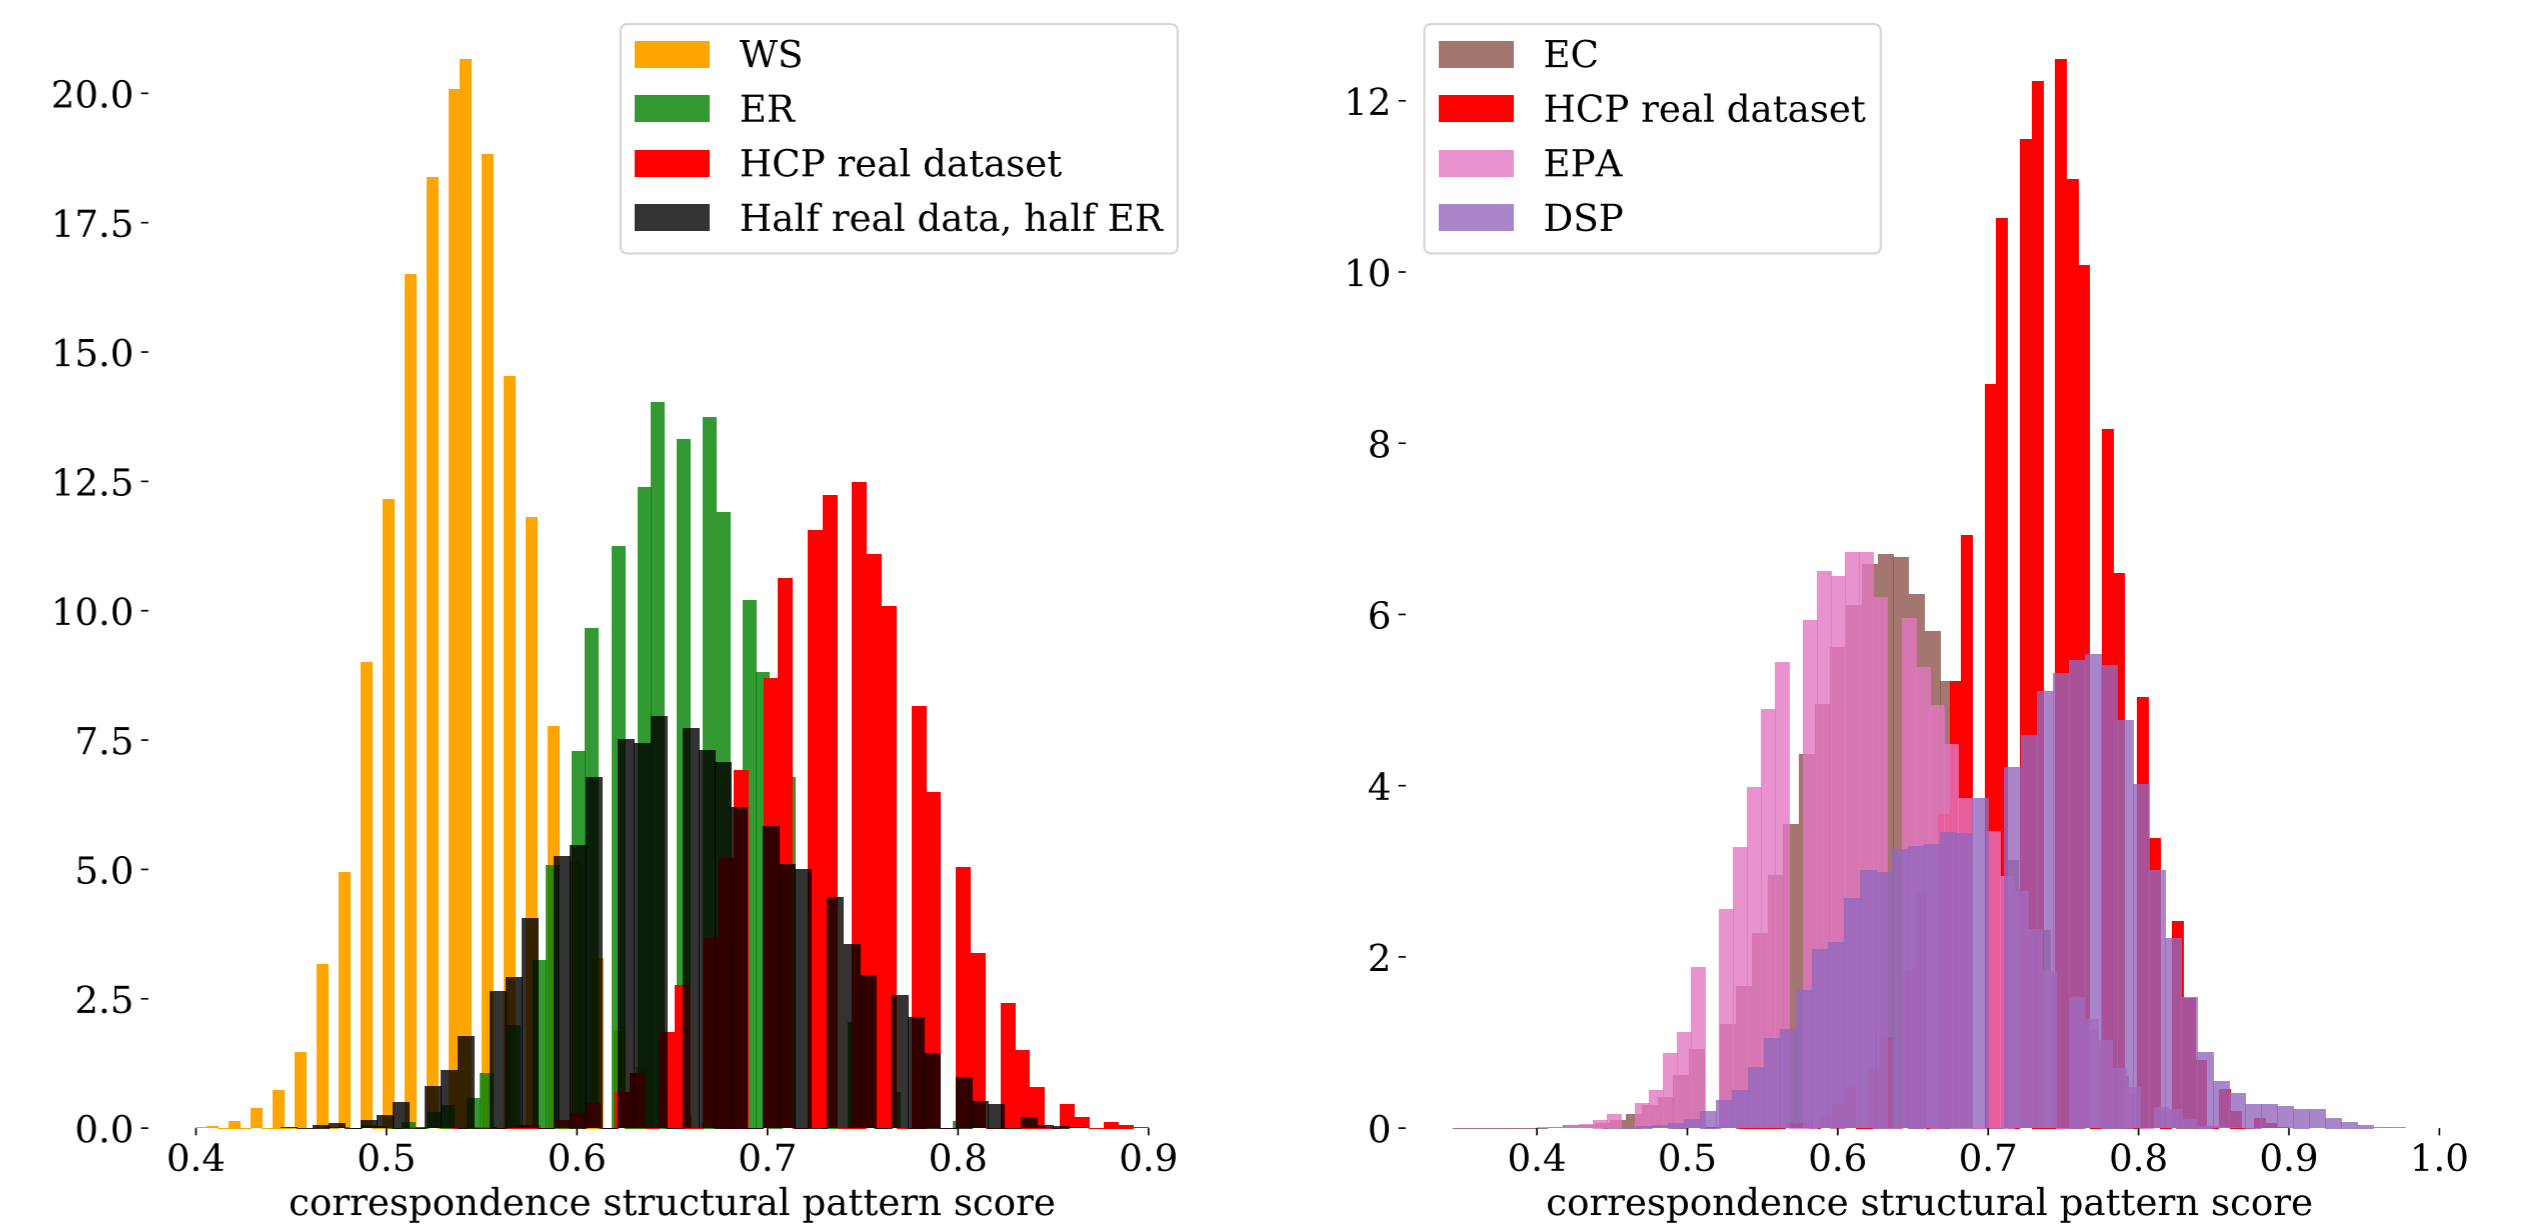 WS
ER
HCP real dataset
Half real data, half ER
20.0
17.5
15.0
12.5
10.0
7.5
5.0
2.5
0.0
0.4 0.5 0.6 0.7 0.8 0.9
correspondence structural pattern score
EC
HCP real dataset
EPA
DSP
12
10
8
6
4
2
0
0.4 0.5 0.6 0.7 0.8 0.9 1.0
correspondence structural pattern score